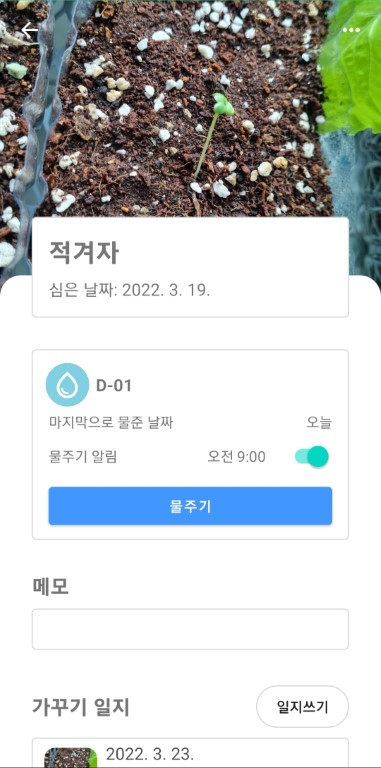 적겨자
심은 날짜: 2022. 3. 19.
D-01
마지막으로 물준 날짜 오늘
물주기 알림 오전 9:00
물주기
메모
가꾸기 일지 일지쓰기
2022. 3. 23.